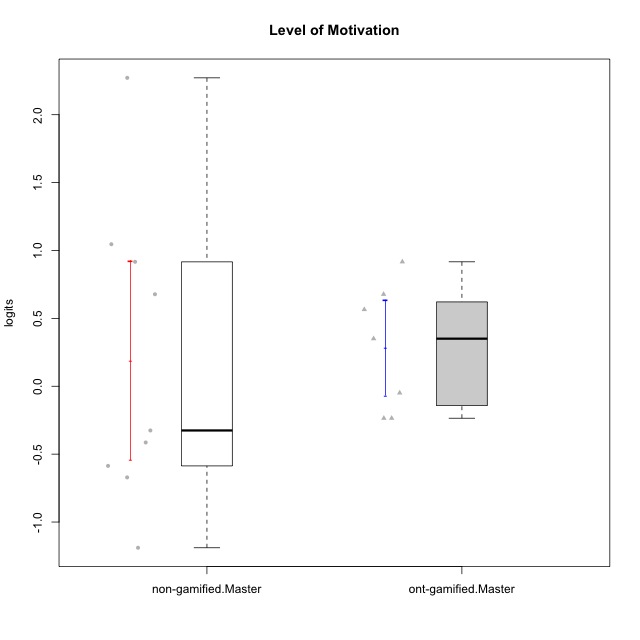 Level of Motivation
logits
2.0
1.5
1.0
0.5
0.0
-0.5
-1.0
non-gamified.Master
ont-gamified.Master